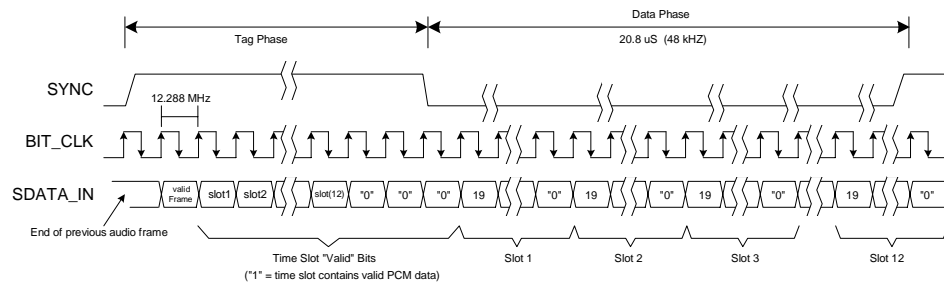 Tag Phase
Data Phase
20.8 uS (48 kHZ)
SYNC
12.288 MHz
BIT_CLK
SDATA_IN
valid
Frame
slot1 slot2 slot(12) "0" "0" "0" 19 "0" 19 "0" 19 "0" 19 "0"
End of previous audio frame
Time Slot "Valid" Bits
("1" = time slot contains valid PCM data)
Slot 1
Slot 2
Slot 3
Slot 12